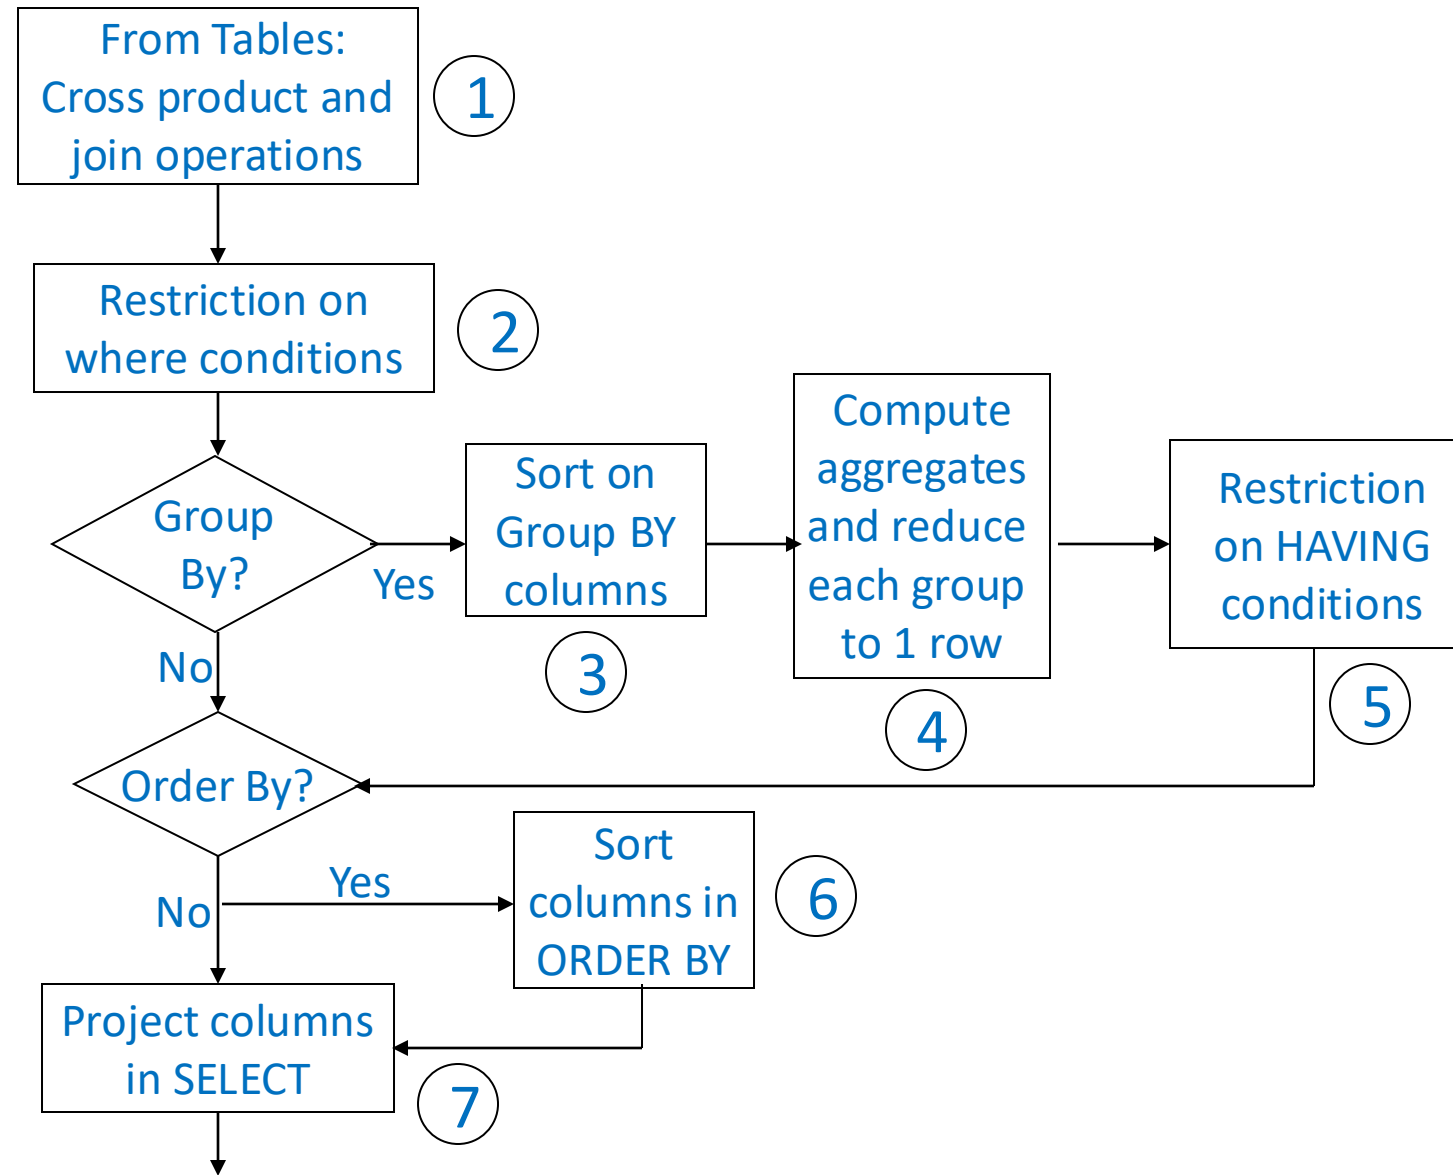 From Tables:
Cross product and
join operations
1
Restriction on
where conditions
2
Group
By?
Yes
No
Sort on
Group BY
columns
3
Compute
aggregates
and reduce
each group
to 1 row
4
Restriction
on HAVING
conditions
5
Order By?
Yes
No
Sort
columns in
ORDER BY
6
Project columns
in SELECT
7